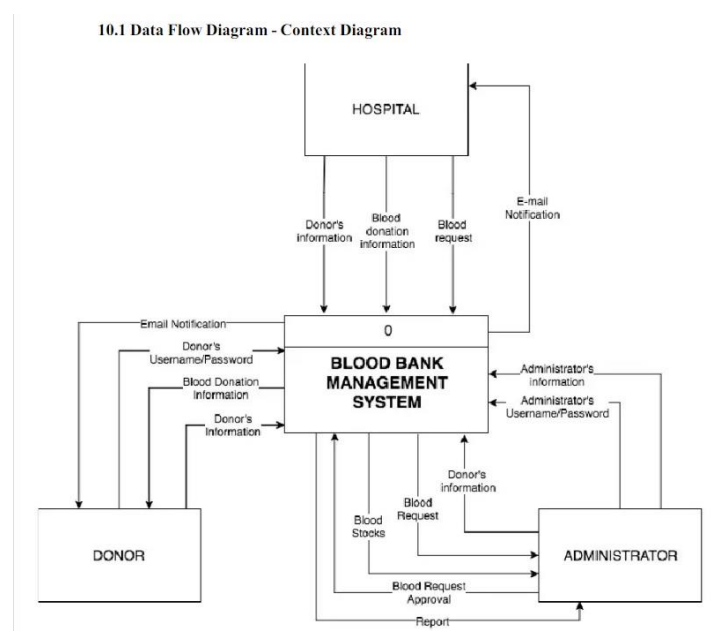 10.1 Data Flow Diagram - Context Diagram
HOSPITAL
E-mail
Notification
Donor's
information
Blood
donation
information
Blood
request
Email Notification
0
Donor's
Username/Password
BLOOD BANK
MANAGEMENT
SYSTEM
Blood Donation
Information
Donor's
Information
Administrator's
information
Administrator's
Username/Password
Donor's
information
Blood
Request
Blood
Stocks
DONOR
ADMINISTRATOR
Blood Request
Approval
Report